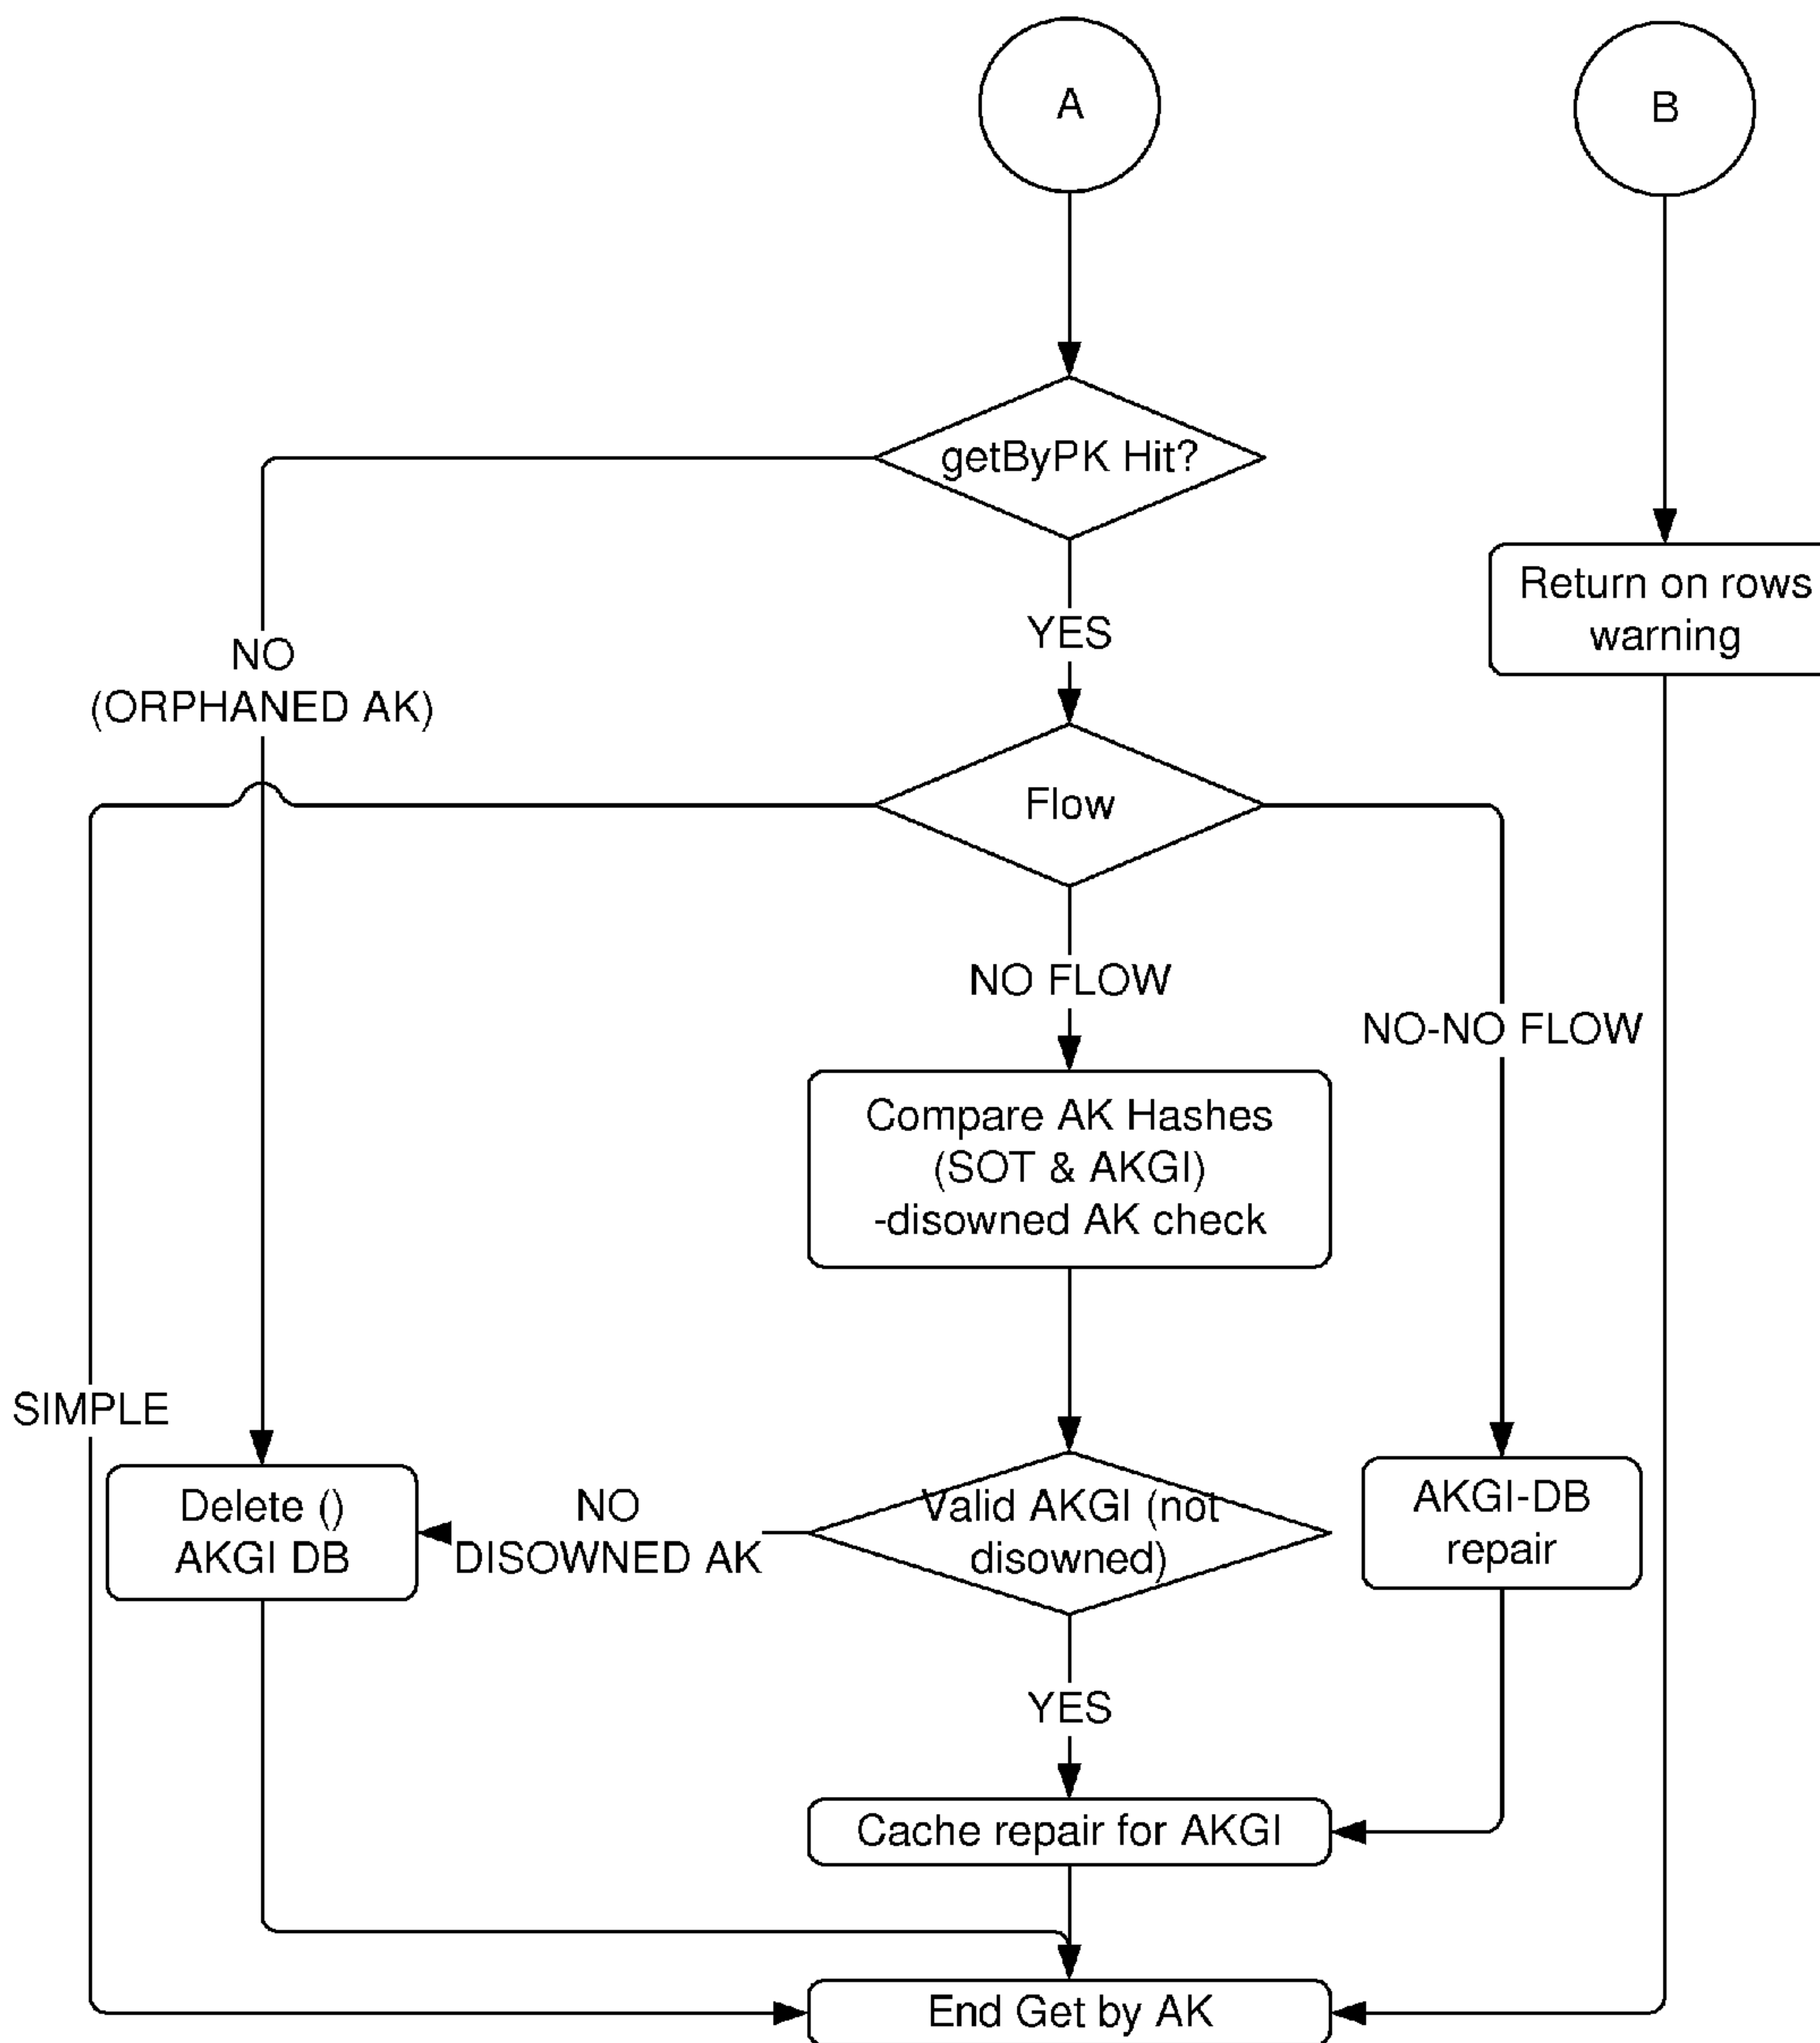 A
B
getByPK Hit?
Return on rows
warning
YES
NO
(ORPHANED AK)
Flow
NO FLOW
NO-NO FLOW
Compare AK Hashes
(SOT & AKGI)
-disowned AK check
SIMPLE
Delete ()
AKGI DB
NO
DISOWNED AK
Valid AKGI (not
disowned)
AKGI-DB
repair
YES
Cache repair for AKGI
End Get by AK